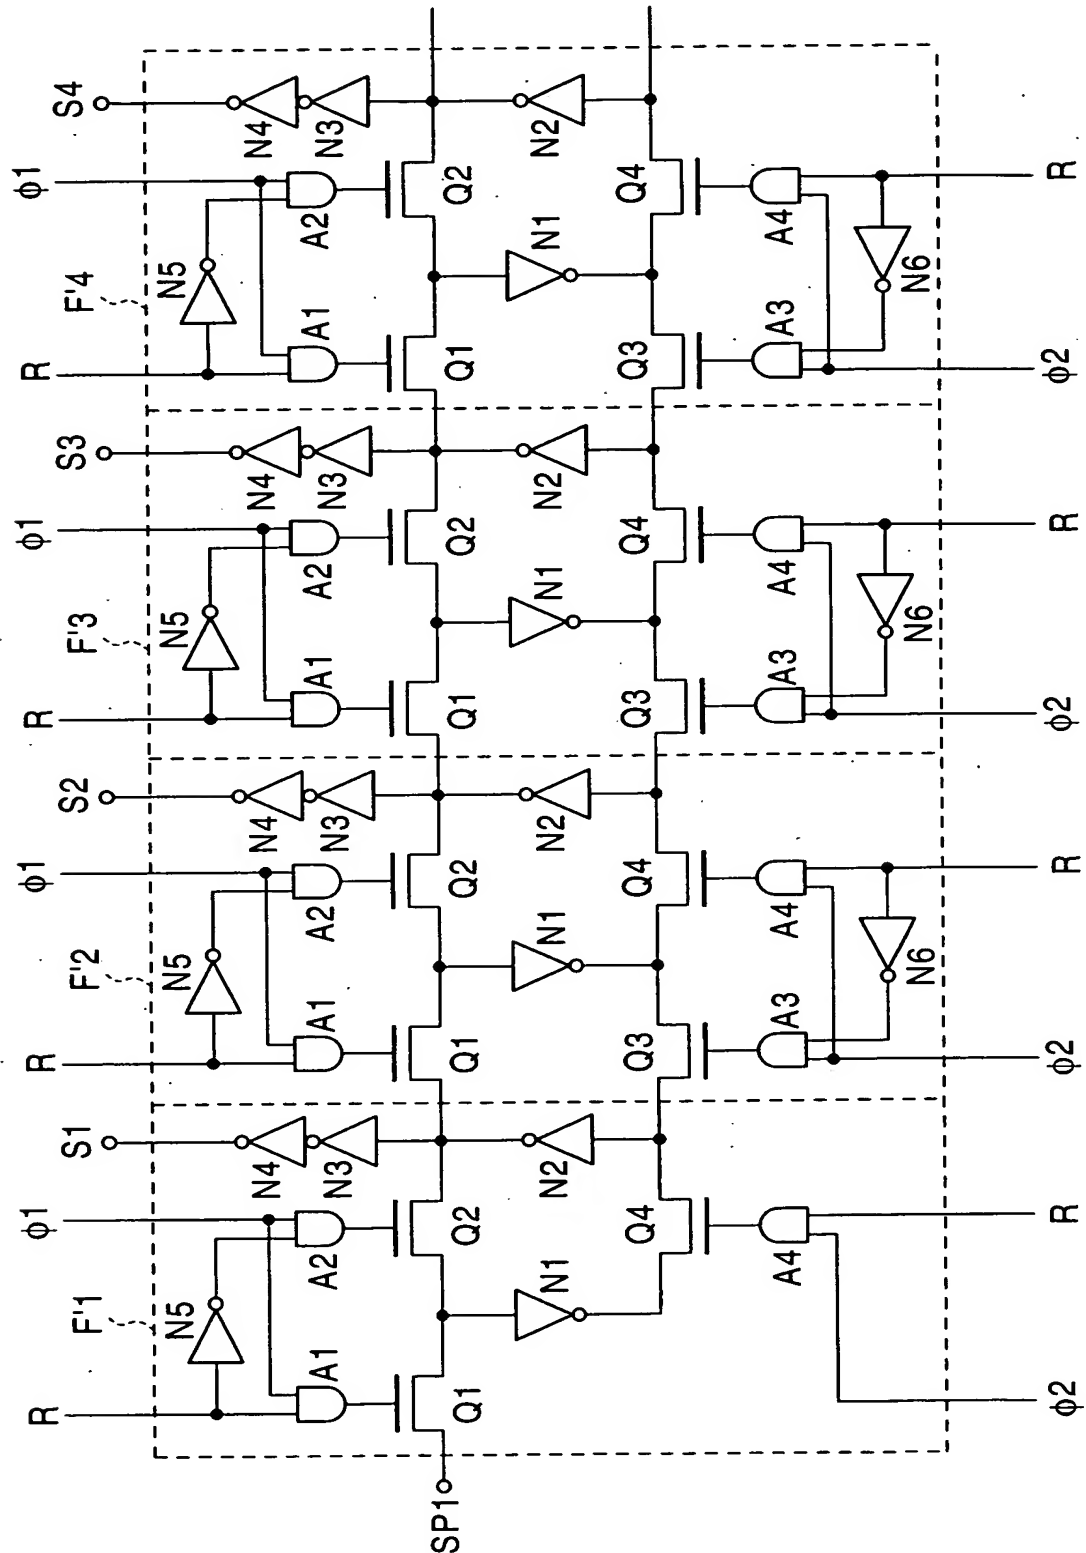 S4
ϕ1
R
F'4
N5
N4
N3
A2
A1
Q2
Q1
N2
N1
Q4
Q3
A4
A3
N6
R
ϕ2
S3
ϕ1
R
F'3
N5
N4
N3
A2
A1
Q2
Q1
N2
N1
Q4
Q3
A4
A3
N6
R
ϕ2
S2
ϕ1
R
F'2
N5
N4
N3
A2
A1
Q2
Q1
N2
N1
Q4
Q3
A4
A3
N6
R
ϕ2
S1
ϕ1
R
F'1
N5
N4
N3
A2
A1
Q2
Q1
N2
N1
Q4
A4
R
ϕ2
SP1